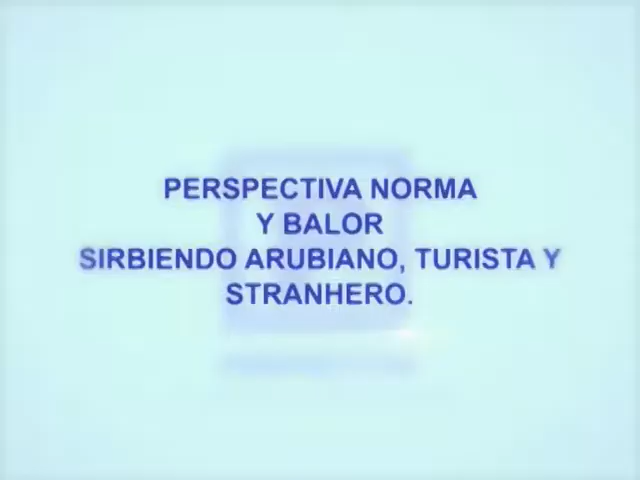 PERSPECTIVA NORMA
Y BALOR
SIRBIENDO ARUBIANO, TURISTA Y
STRANHERO.